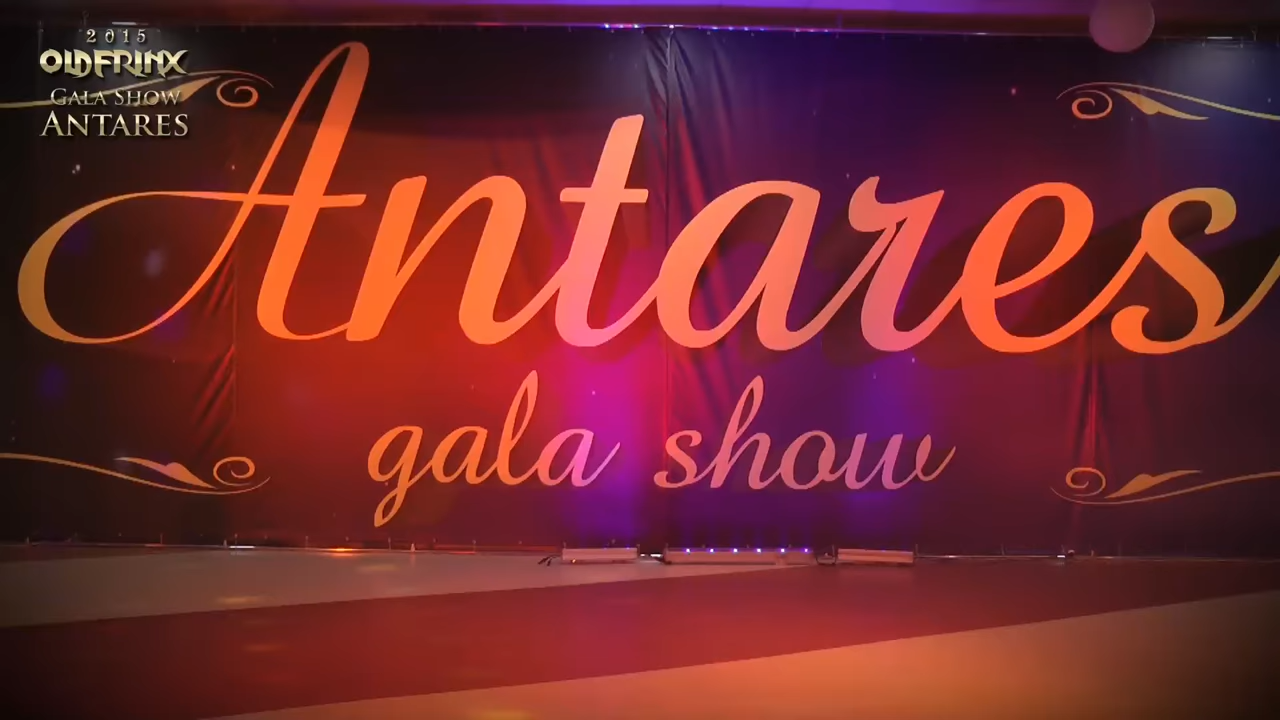 2015
OLDFRINX
GALA SHOW
ANTARES
Antares
gala show